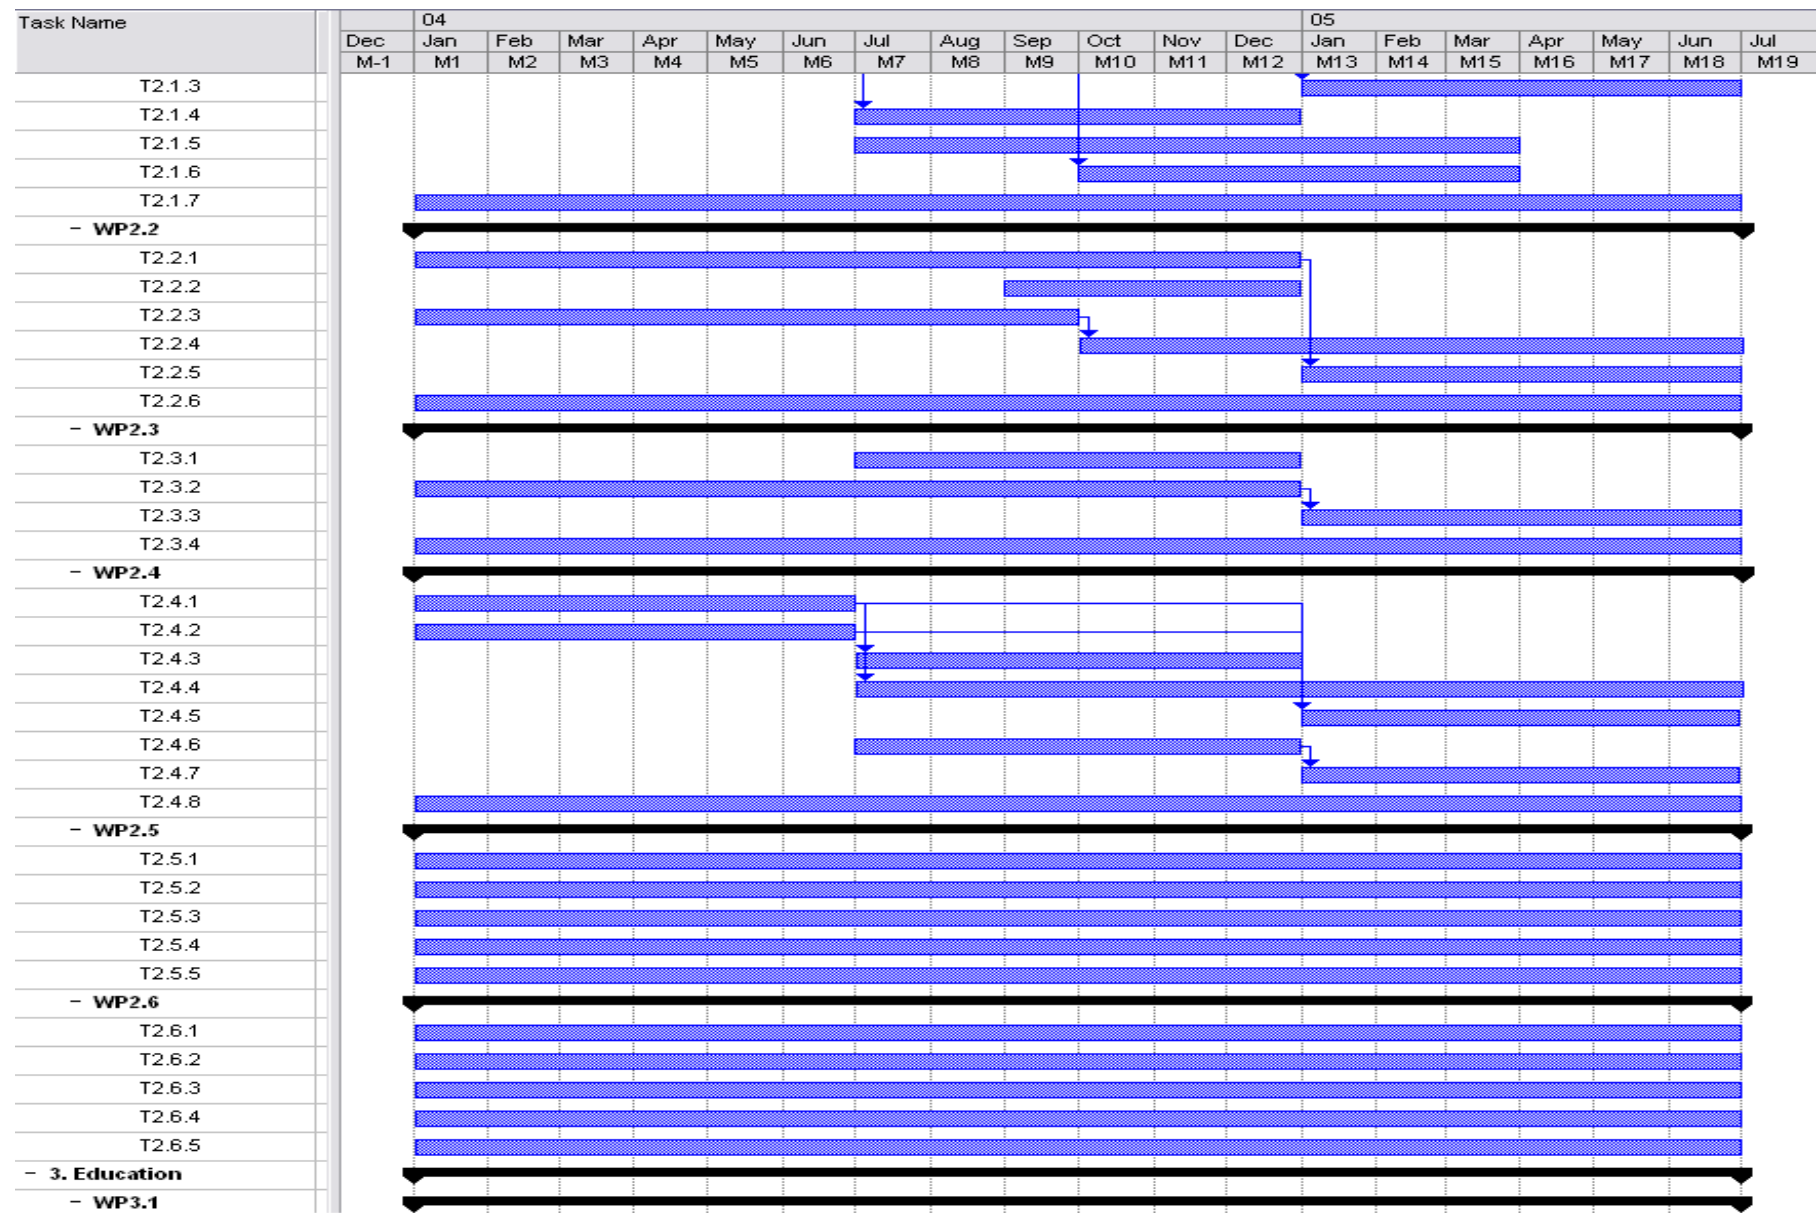 Task Name
04 05
Dec Jan Feb Mar Apr May Jun Jul Aug Sep Oct Nov Dec Jan Feb Mar Apr May Jun Jul
M-1 M1 M2 M3 M4 M5 M6 M7 M8 M9 M10 M11 M12 M13 M14 M15 M16 M17 M18 M19
T2.1.3
T2.1.4
T2.1.5
T2.1.6
T2.1.7
− WP2.2
T2.2.1
T2.2.2
T2.2.3
T2.2.4
T2.2.5
T2.2.6
− WP2.3
T2.3.1
T2.3.2
T2.3.3
T2.3.4
− WP2.4
T2.4.1
T2.4.2
T2.4.3
T2.4.4
T2.4.5
T2.4.6
T2.4.7
T2.4.8
− WP2.5
T2.5.1
T2.5.2
T2.5.3
T2.5.4
T2.5.5
− WP2.6
T2.6.1
T2.6.2
T2.6.3
T2.6.4
T2.6.5
− 3. Education
− WP3.1